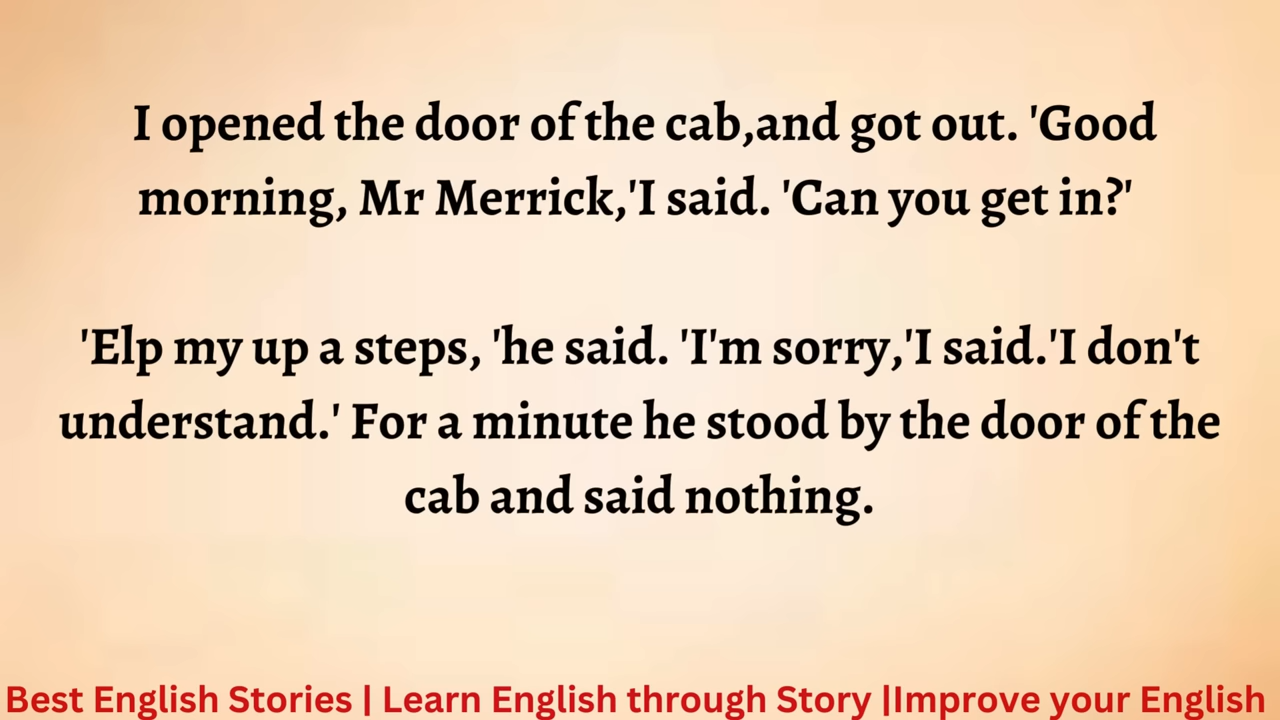 I opened the door of the cab,and got out. 'Good
morning, Mr Merrick,'I said. 'Can you get in?'
'Elp my up a steps, 'he said. 'I'm sorry,'I said.'I don't
understand.' For a minute he stood by the door of the
cab and said nothing.
Best English Stories | Learn English through Story |Improve your English